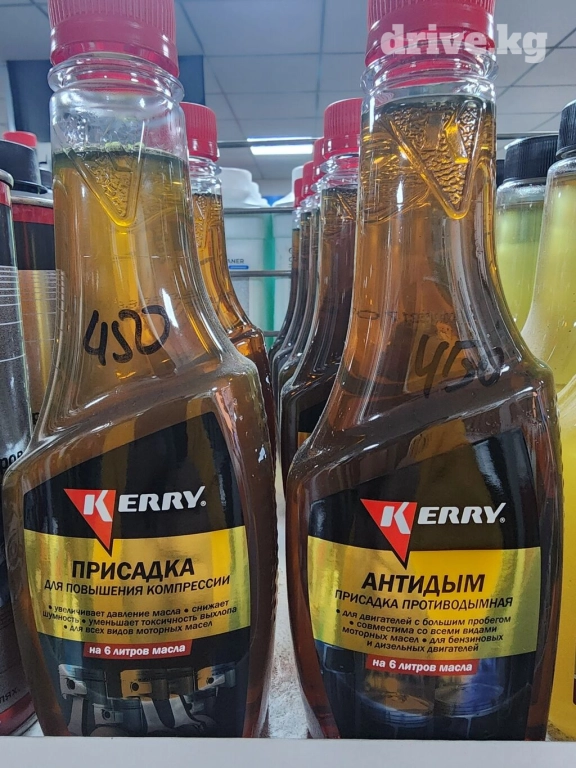 drive.kg
450
450
KERRY®
ПРИСАДКА
ДЛЯ ПОВЫШЕНИЯ КОМПРЕССИИ
• увеличивает давление масла • снижает
шумность • уменьшает токсичность выхлопа
• для всех видов моторных масел
на 6 литров масла
KERRY®
АНТИДЫМ
ПРИСАДКА ПРОТИВОДЫМНАЯ
• для двигателей с большим пробегом
• совместима со всеми видами
моторных масел • для бензиновых
и дизельных двигателей
на 6 литров масла